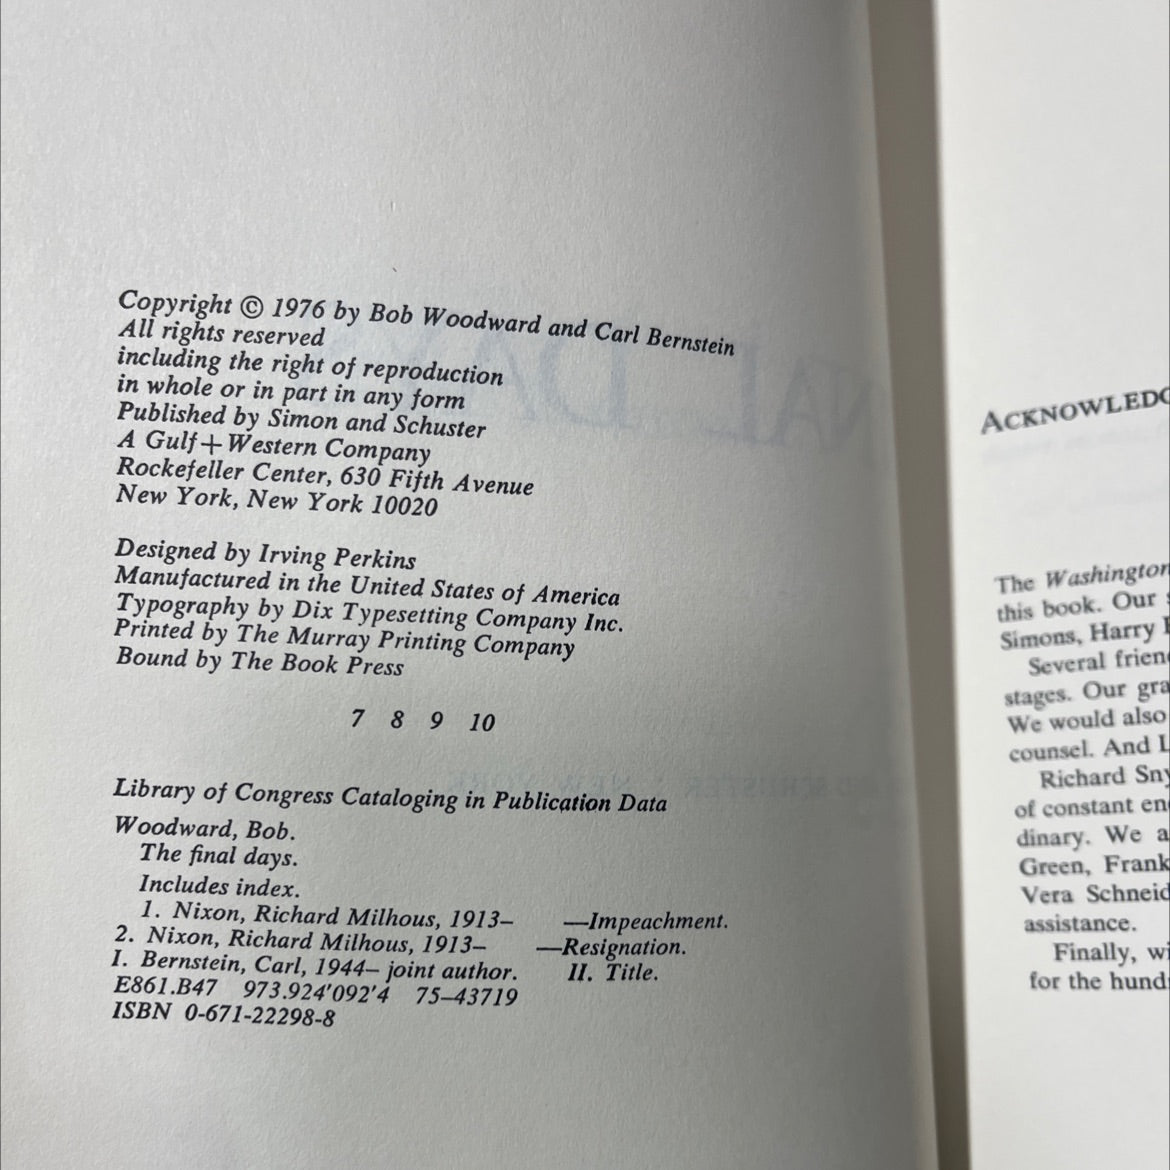 Copyright © 1976 by Bob Woodward and Carl Bernstein
All rights reserved
including the right of reproduction
in whole or in part in any form
Published by Simon and Schuster
A Gulf+Western Company
Rockefeller Center, 630 Fifth Avenue
New York, New York 10020
Designed by Irving Perkins
Manufactured in the United States of America
Typography by Dix Typesetting Company Inc.
Printed by The Murray Printing Company
Bound by The Book Press
7 8 9 10
Library of Congress Cataloging in Publication Data
Woodward, Bob.
The final days.
Includes index.
1. Nixon, Richard Milhous, 1913– —Impeachment.
2. Nixon, Richard Milhous, 1913– —Resignation.
I. Bernstein, Carl, 1944– joint author. II. Title.
E861.B47 973.924'092'4 75–43719
ISBN 0-671-22298-8
ACKNOWLEDG
The Washington
this book. Our
Simons, Harry
Several frien
stages. Our gra
We would also
counsel. And L
Richard Sny
of constant en
dinary. We a
Green, Frank
Vera Schneid
assistance.
Finally, wi
for the hund